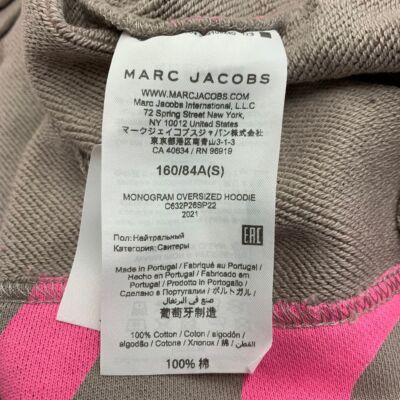 MARC JACOBS
WWW.MARCJACOBS.COM
Marc Jacobs International, L.L.C
72 Spring Street New York,
NY 10012 United States
マークジェイコブスジャパン株式会社
東京都港区南青山3-1-3
CA 40634 / RN 96919
160/84A(S)
MONOGRAM OVERSIZED HOODIE
C632P26SP22
2021
Пол: Нейтральный
Категория: Свитеры
EAC
Made in Portugal / Fabriqué au Portugal /
Hecho en Portugal / Fabricado em
Portugal / Prodotto in Portogallo /
Сделано в Португалии / ポルトガル /
صنع في البرتغال
葡萄牙制造
100% Cotton / Coton / algodón /
algodão / Cotone / Хлопок / 棉 / القطن
100% 棉